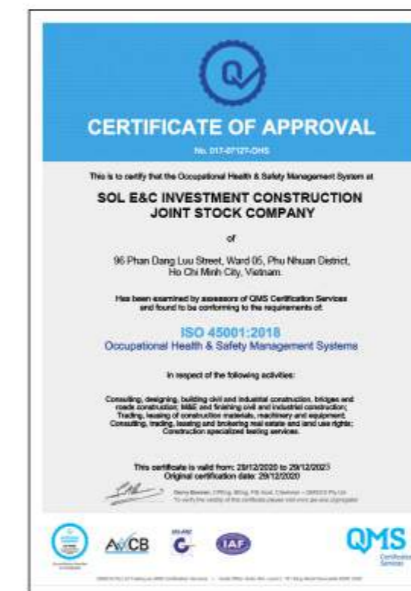 Q
CERTIFICATE OF APPROVAL
No. 017-07127-OHS
This is to certify that the Occupational Health & Safety Management System at
SOL E&C INVESTMENT CONSTRUCTION
JOINT STOCK COMPANY
of
96 Phan Dang Luu Street, Ward 05, Phu Nhuan District,
Ho Chi Minh City, Vietnam.
Has been examined by assessors of QMS Certification Services
and found to be conforming to the requirements of:
ISO 45001:2018
Occupational Health & Safety Management Systems
In respect of the following activities:
Consulting, designing, building civil and industrial construction, bridges and
roads construction; M&E and finishing civil and industrial construction;
Trading, leasing of construction materials, machinery and equipment;
Consulting, trading, leasing and brokering real estate and land use rights;
Construction specialized testing services.
This certificate is valid from: 29/12/2020 to 29/12/2023
Original certification date: 29/12/2020
IAF
QMS
Certification
Services